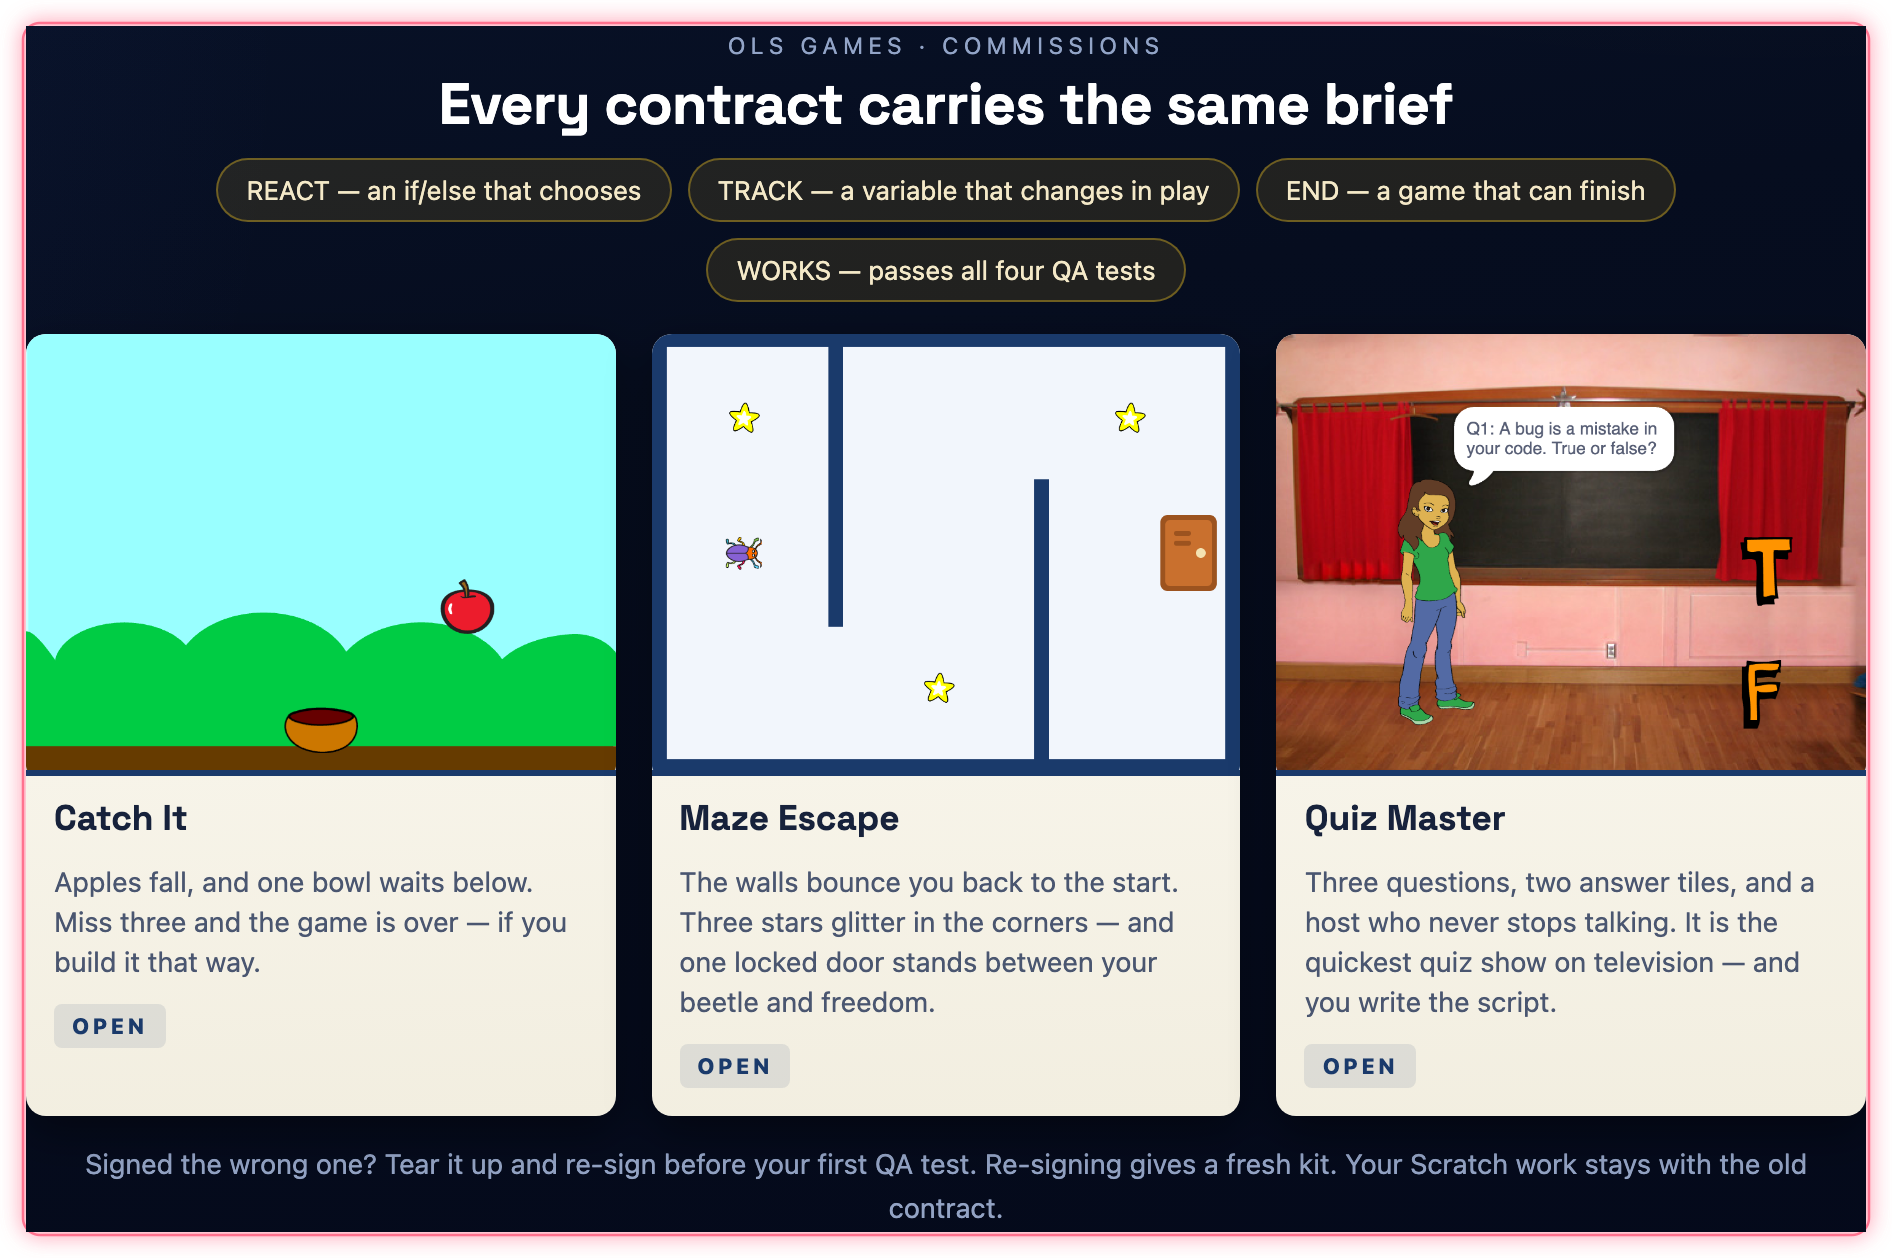 OLS GAMES · COMMISSIONS
Every contract carries the same brief
REACT — an if/else that chooses
TRACK — a variable that changes in play
END — a game that can finish
WORKS — passes all four QA tests
Q1: A bug is a mistake in
your code. True or false?
T
F
Catch It
Apples fall, and one bowl waits below.
Miss three and the game is over — if you
build it that way.
OPEN
Maze Escape
The walls bounce you back to the start.
Three stars glitter in the corners — and
one locked door stands between your
beetle and freedom.
OPEN
Quiz Master
Three questions, two answer tiles, and a
host who never stops talking. It is the
quickest quiz show on television — and
you write the script.
OPEN
Signed the wrong one? Tear it up and re-sign before your first QA test. Re-signing gives a fresh kit. Your Scratch work stays with the old
contract.